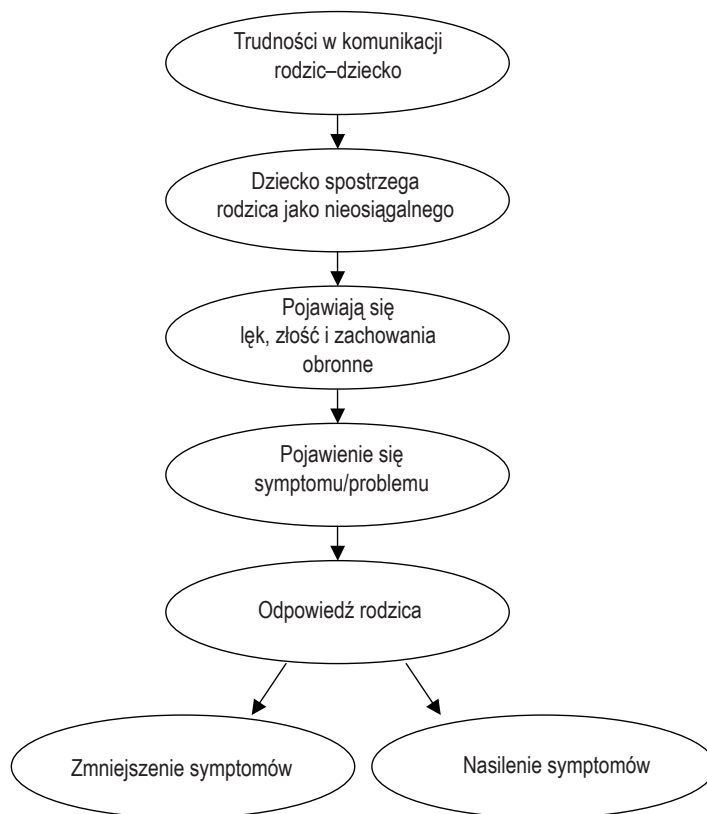 Trudności w komunikacji
rodzic–dziecko
Dziecko spostrzega
rodzica jako nieosiągalnego
Pojawiają się
lęk, złość i zachowania
obronne
Pojawienie się
symptomu/problemu
Odpowiedź rodzica
Zmniejszenie symptomów
Nasilenie symptomów